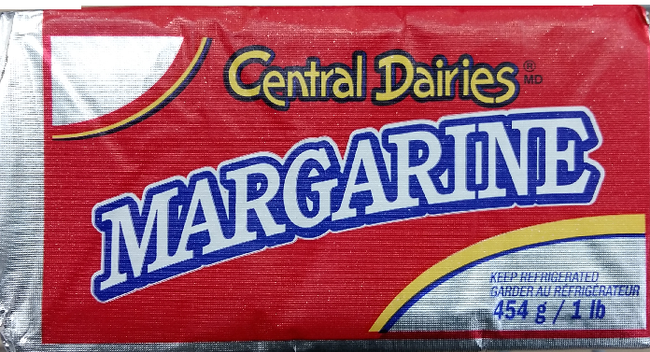 Central Dairies ® MD
MARGARINE
KEEP REFRIGERATED
GARDER AU RÉFRIGÉRATEUR
454 g / 1 lb